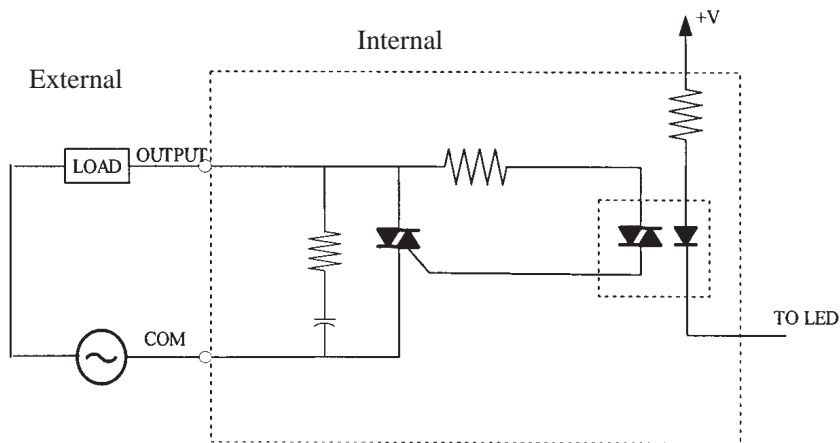 +V
Internal
External
OUTPUT
LOAD
COM
TO LED